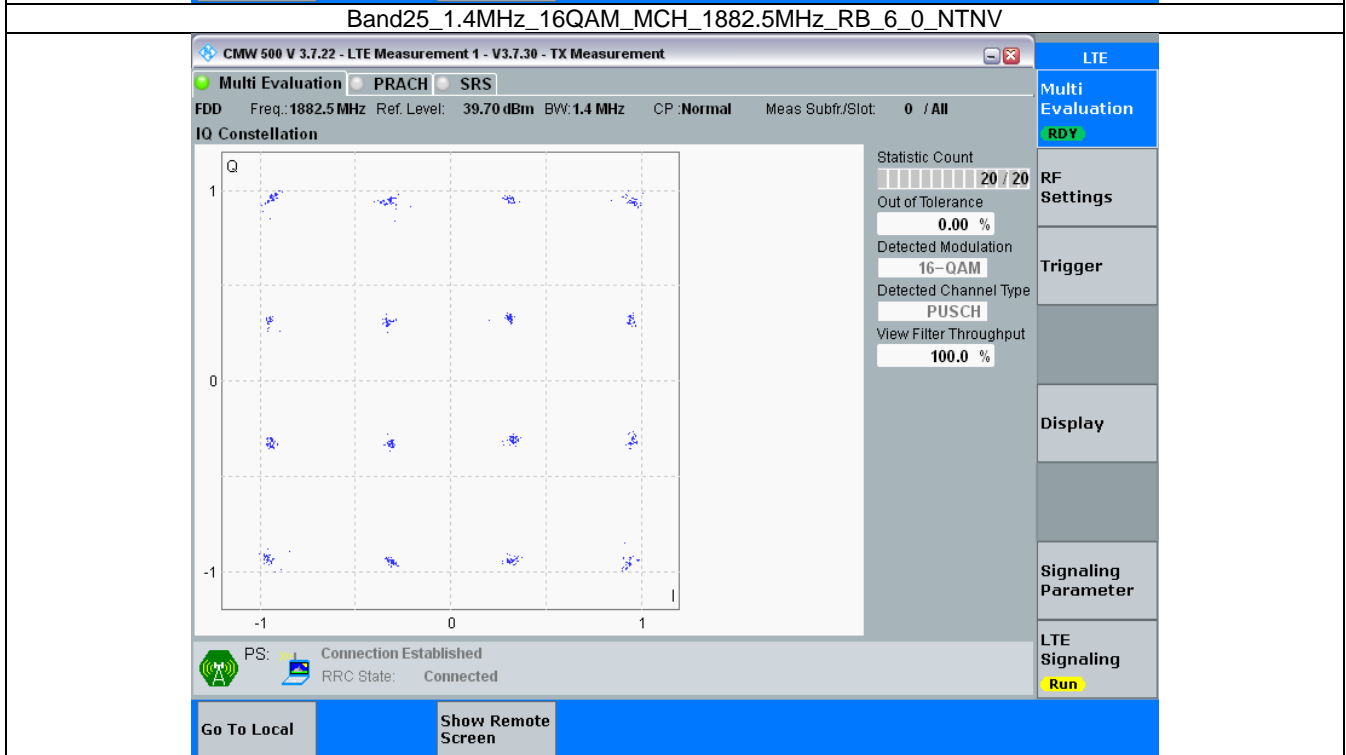 Band25_1.4MHz_16QAM_MCH_1882.5MHz_RB_6_0_NTNV
CMW 500 V 3.7.22 - LTE Measurement 1 - V3.7.30 - TX Measurement
LTE
Multi Evaluation PRACH SRS
FDD Freq.: 1882.5 MHz Ref. Level: 39.70 dBm BW: 1.4 MHz CP : Normal Meas Subfr./Slot: 0 / All
IQ Constellation
Q
1
0
-1
I
-1 0 1
Statistic Count
20 / 20
Out of Tolerance
0.00 %
Detected Modulation
16-QAM
Detected Channel Type
PUSCH
View Filter Throughput
100.0 %
Multi
Evaluation
RDY
RF
Settings
Trigger
Display
Signaling
Parameter
LTE
Signaling
Run
PS: Connection Established
RRC State: Connected
Go To Local
Show Remote
Screen